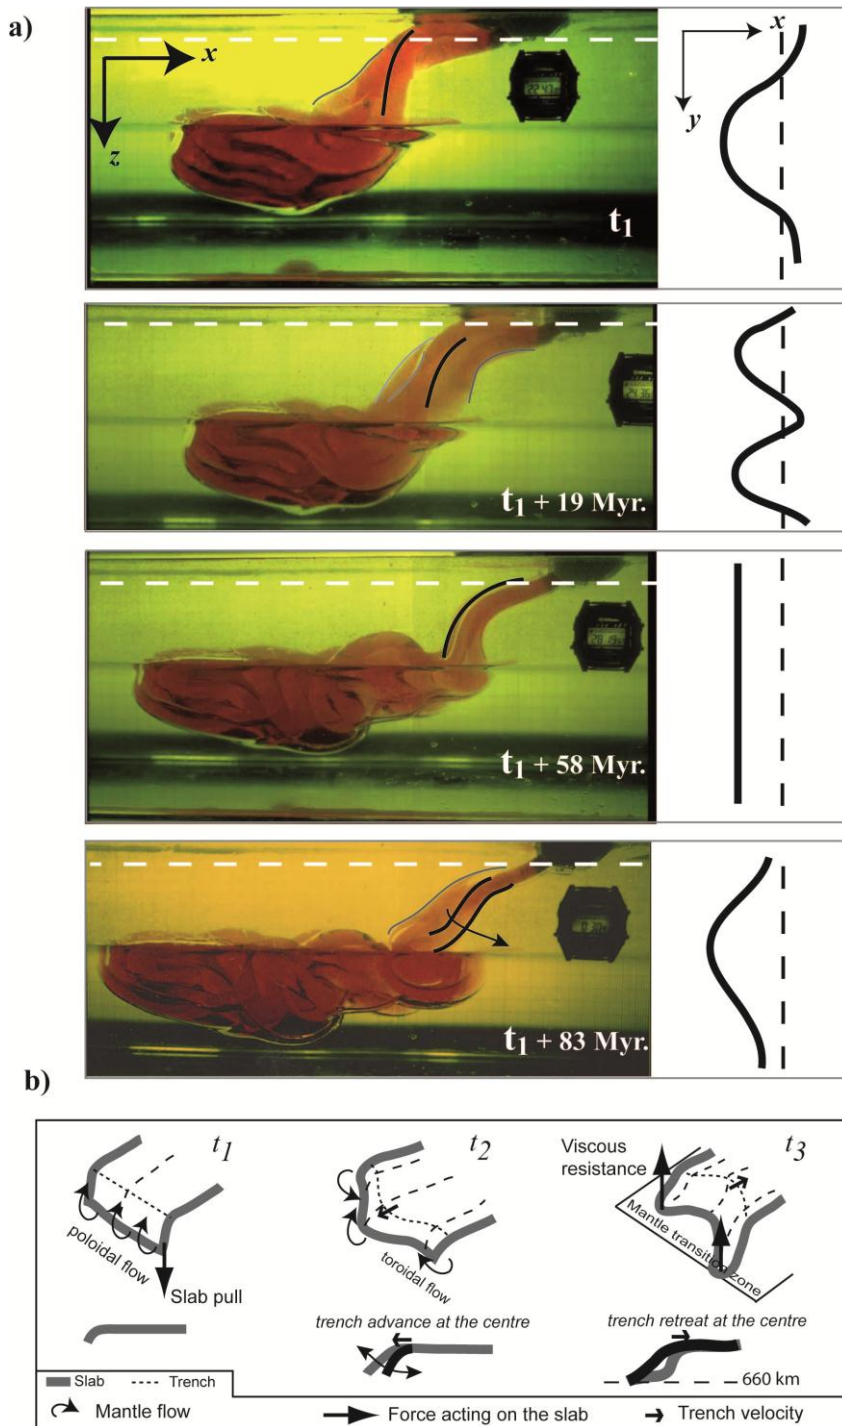 a)
x
z
t1
x
y
t1 + 19 Myr.
t1 + 58 Myr.
t1 + 83 Myr.
b)
t1
poloidal flow
Slab pull
t2
toroidal flow
trench advance at the centre
t3
Viscous
resistance
Mantle transition
zone
trench retreat at the centre
660 km
Slab
Trench
Mantle flow
Force acting on the slab
Trench velocity